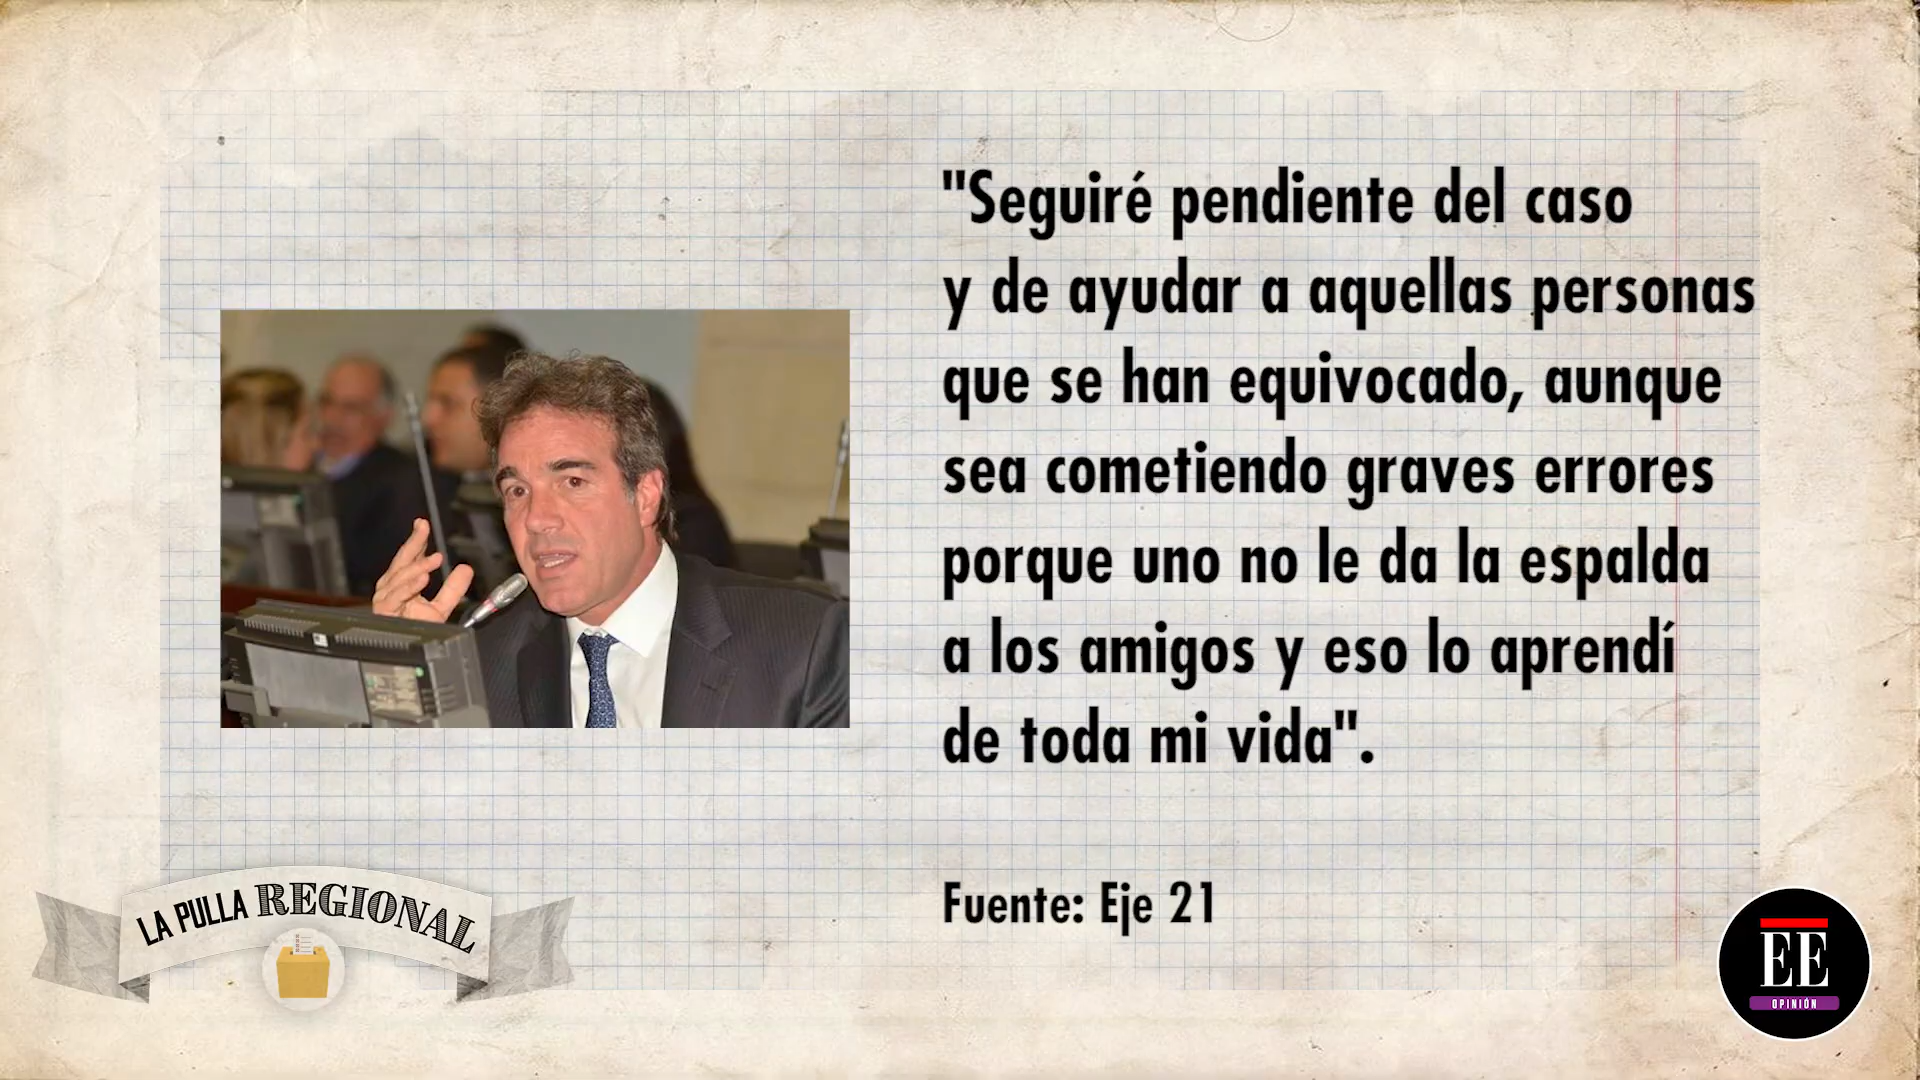 "Seguiré pendiente del caso
y de ayudar a aquellas personas
que se han equivocado, aunque
sea cometiendo graves errores
porque uno no le da la espalda
a los amigos y eso lo aprendí
de toda mi vida".
Fuente: Eje 21
LA PULLA REGIONAL
EE
OPINIÓN